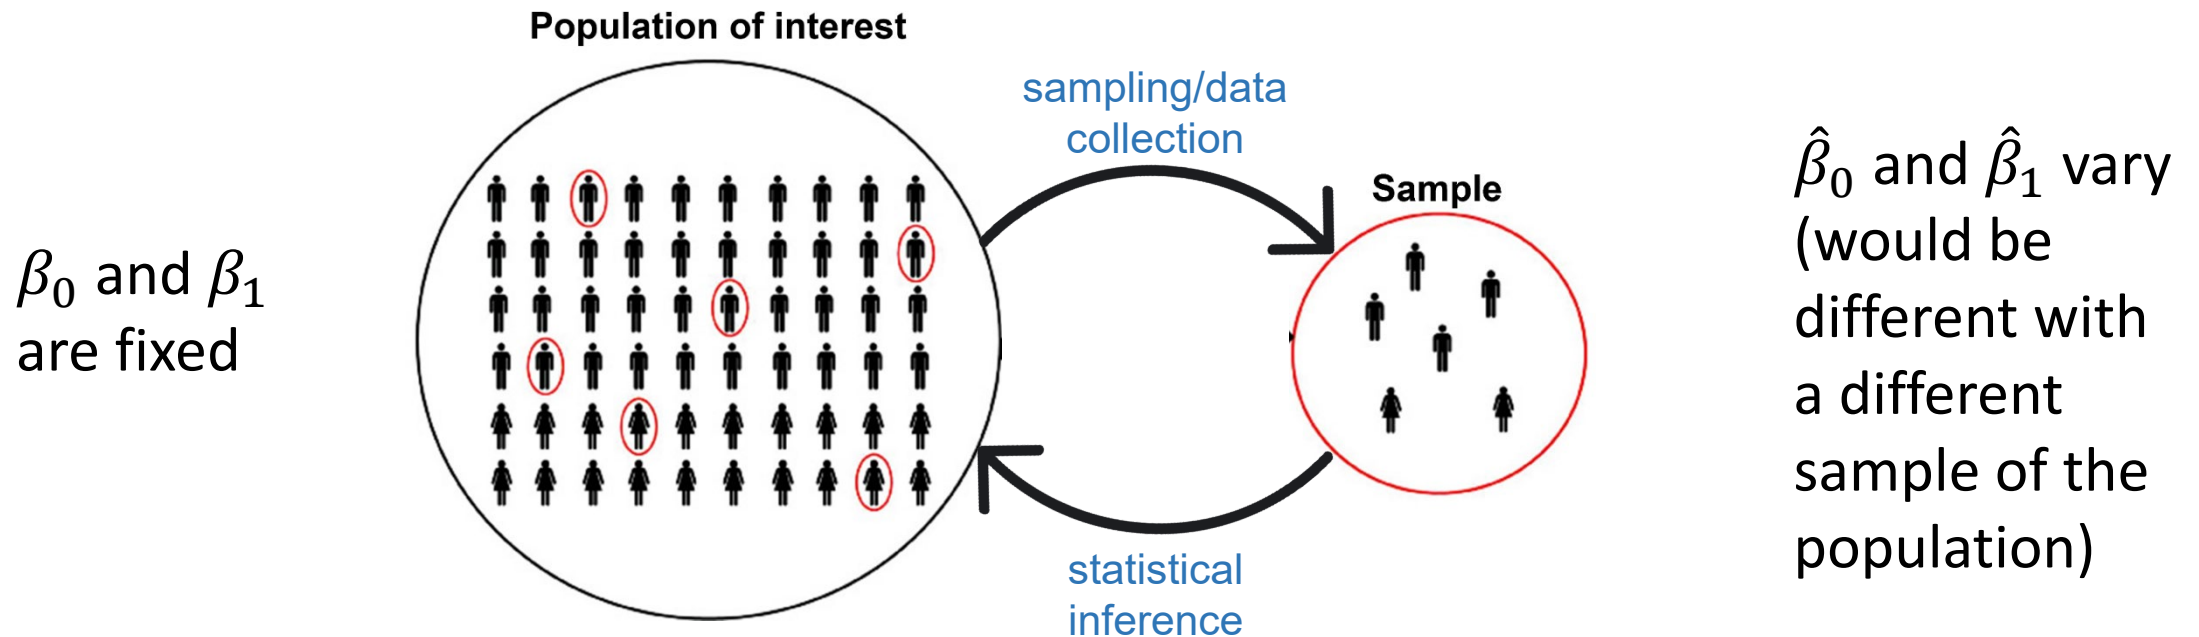 Population of interest
sampling/data
collection
Sample
β₀ and β₁
are fixed
β̂₀ and β̂₁ vary
(would be
different with
a different
sample of the
population)
statistical
inference